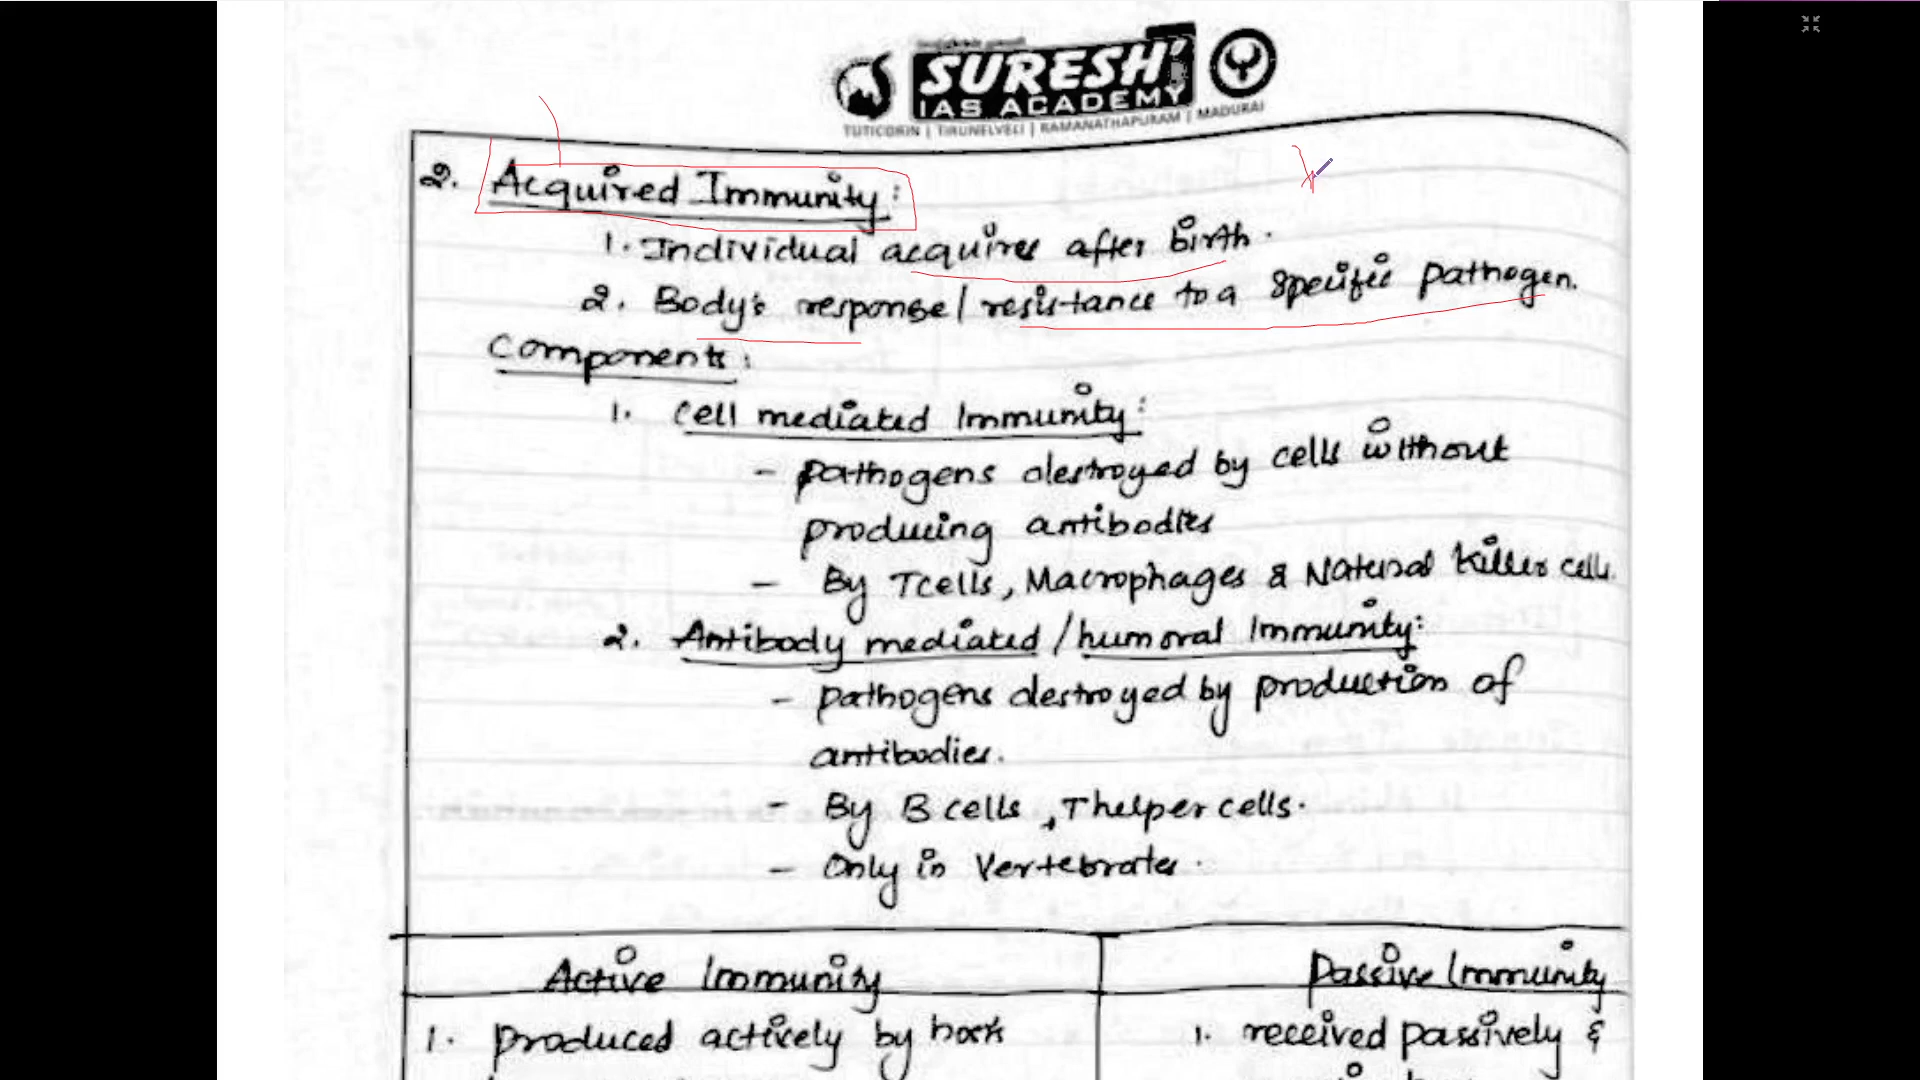 SURESH'
IAS ACADEMY
TUTICORIN | TIRUNELVELI | RAMANATHAPURAM | MADURAI
2. Acquired Immunity:
1. Individual acquires after birth.
2. Body's response / resistance to a specific pathogen.
Components:
1. Cell mediated Immunity:
- pathogens destroyed by cells without
producing antibodies
- By T cells, Macrophages & Natural killer cells.
2. Antibody mediated / humoral Immunity:
- pathogens destroyed by production of
antibodies.
- By B cells, T helper cells.
- Only in Vertebrates.
Active Immunity
Passive Immunity
1. produced actively by host's
1. received passively &